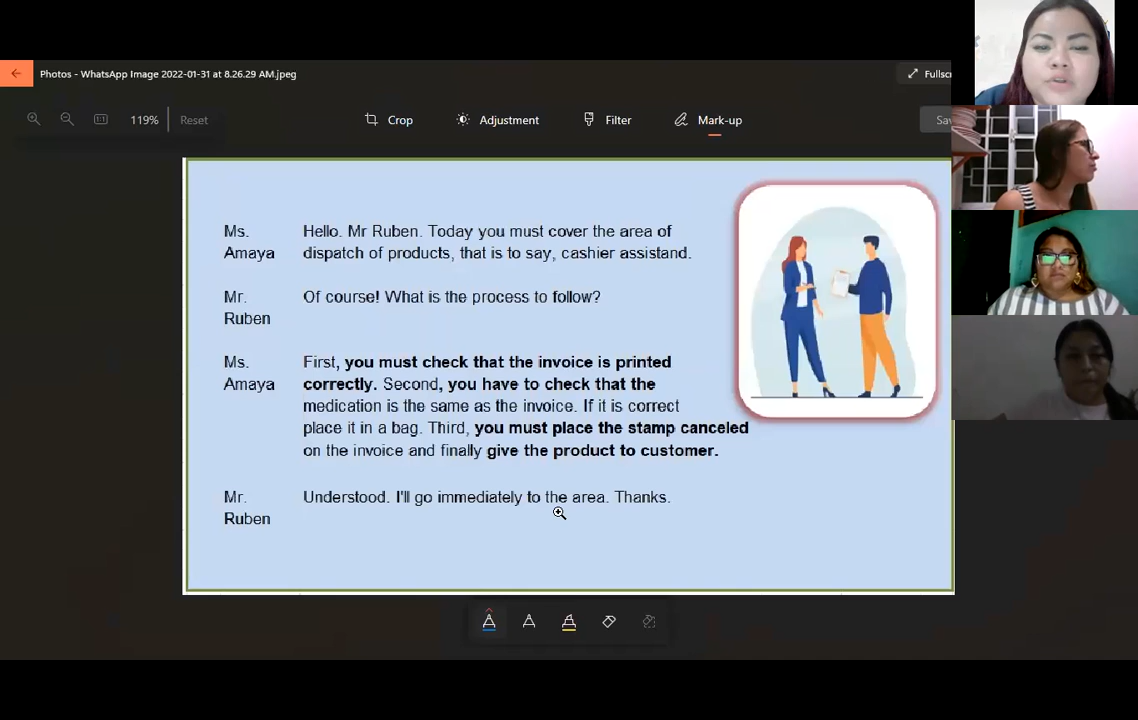 Photos - WhatsApp Image 2022-01-31 at 8.26.29 AM.jpeg
119%
Reset
Crop
Adjustment
Filter
Mark-up
Ms. Amaya
Hello. Mr Ruben. Today you must cover the area of
dispatch of products, that is to say, cashier assistand.
Mr. Ruben
Of course! What is the process to follow?
Ms. Amaya
First, you must check that the invoice is printed
correctly. Second, you have to check that the
medication is the same as the invoice. If it is correct
place it in a bag. Third, you must place the stamp canceled
on the invoice and finally give the product to customer.
Mr. Ruben
Understood. I'll go immediately to the area. Thanks.